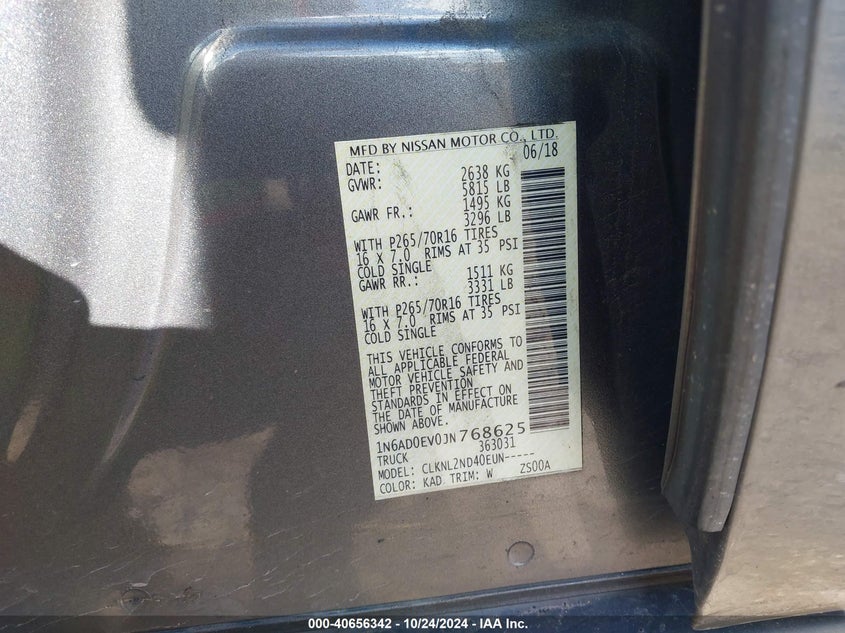 MFD BY NISSAN MOTOR CO., LTD.
DATE: 06/18
GVWR: 2638 KG
5815 LB
GAWR FR.: 1495 KG
3296 LB
WITH P265/70R16 TIRES
16 X 7.0 RIMS AT 35 PSI
COLD SINGLE
GAWR RR.: 1511 KG
3331 LB
WITH P265/70R16 TIRES
16 X 7.0 RIMS AT 35 PSI
COLD SINGLE
THIS VEHICLE CONFORMS TO
ALL APPLICABLE FEDERAL
MOTOR VEHICLE SAFETY AND
THEFT PREVENTION
STANDARDS IN EFFECT ON
THE DATE OF MANUFACTURE
SHOWN ABOVE.
1N6AD0EV0JN768625
TRUCK 363031
MODEL: CLKNL2ND40EUN-----
COLOR: KAD TRIM: W ZS00A
000-40656342 - 10/24/2024 - IAA Inc.